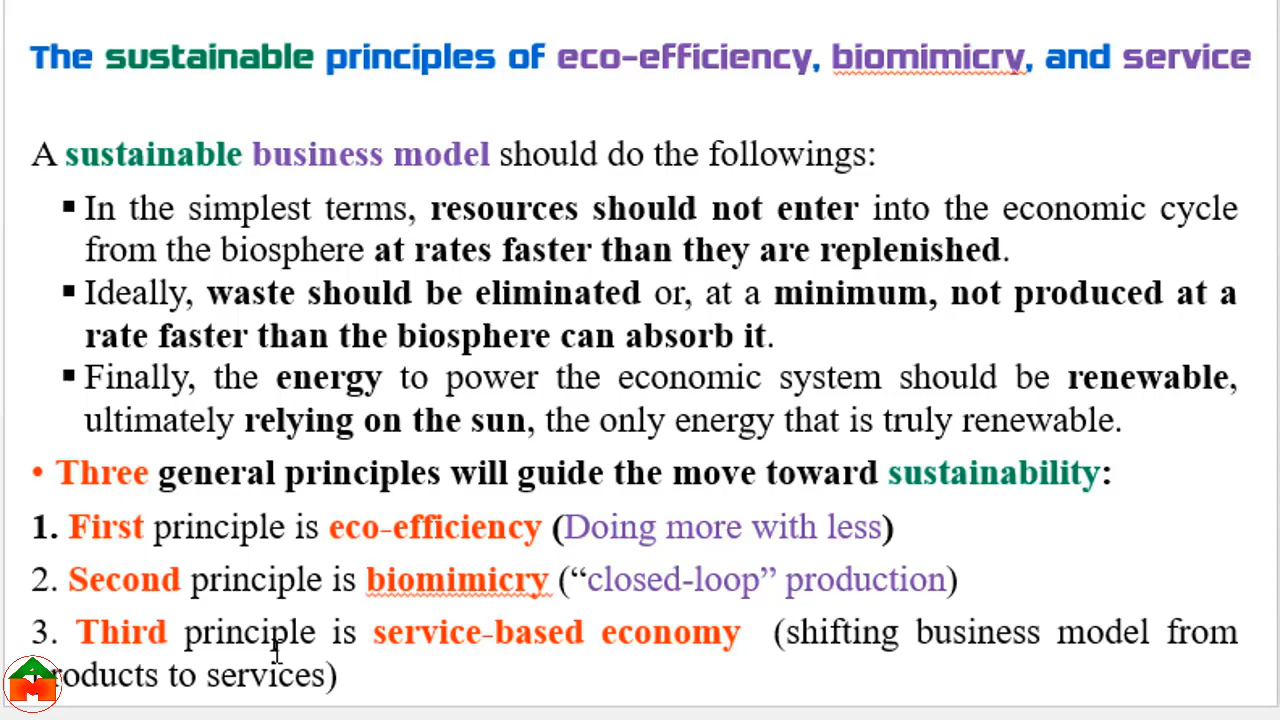 The sustainable principles of eco-efficiency, biomimicry, and service
A sustainable business model should do the followings:
▪ In the simplest terms, resources should not enter into the economic cycle
from the biosphere at rates faster than they are replenished.
▪ Ideally, waste should be eliminated or, at a minimum, not produced at a
rate faster than the biosphere can absorb it.
▪ Finally, the energy to power the economic system should be renewable,
ultimately relying on the sun, the only energy that is truly renewable.
• Three general principles will guide the move toward sustainability:
1. First principle is eco-efficiency (Doing more with less)
2. Second principle is biomimicry (“closed-loop” production)
3. Third principle is service-based economy (shifting business model from
products to services)
M